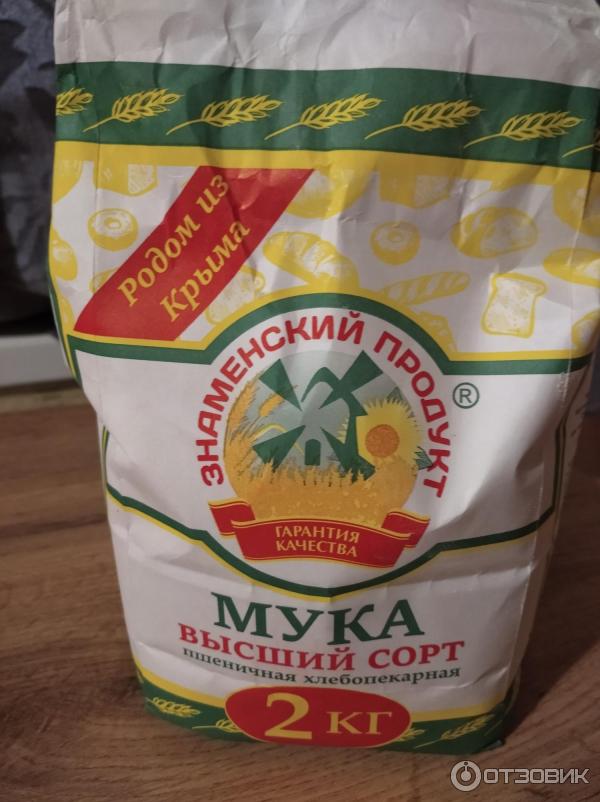 Родом из
Крыма
ЗНАМЕНСКИЙ ПРОДУКТ
®
ГАРАНТИЯ
КАЧЕСТВА
МУКА
ВЫСШИЙ СОРТ
пшеничная хлебопекарная
2 КГ
ОТЗОВИК